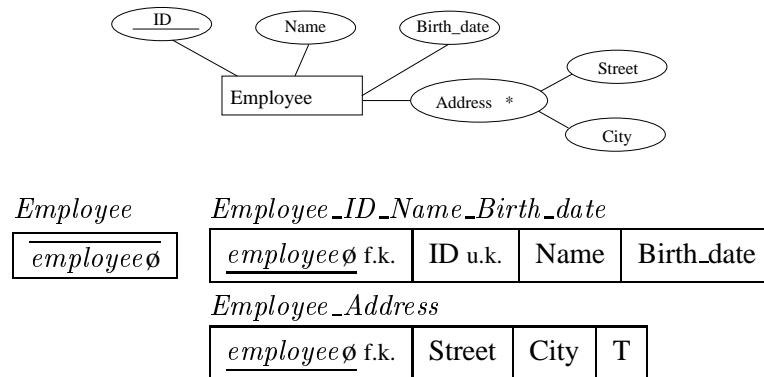 ID
Name
Birth_date
Street
Employee
Address *
City
Employee
Employee_ID_Name_Birth_date
employeeø
employeeø f.k. ID u.k. Name Birth_date
Employee_Address
employeeø f.k. Street City T